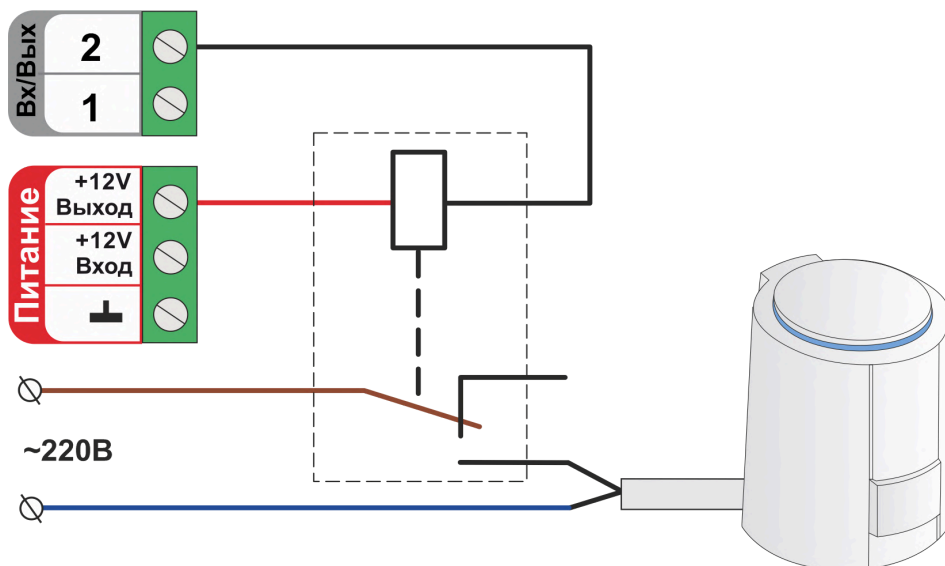 Вх/Вых
2
1
Питание
+12V
Выход
+12V
Вход
~220В